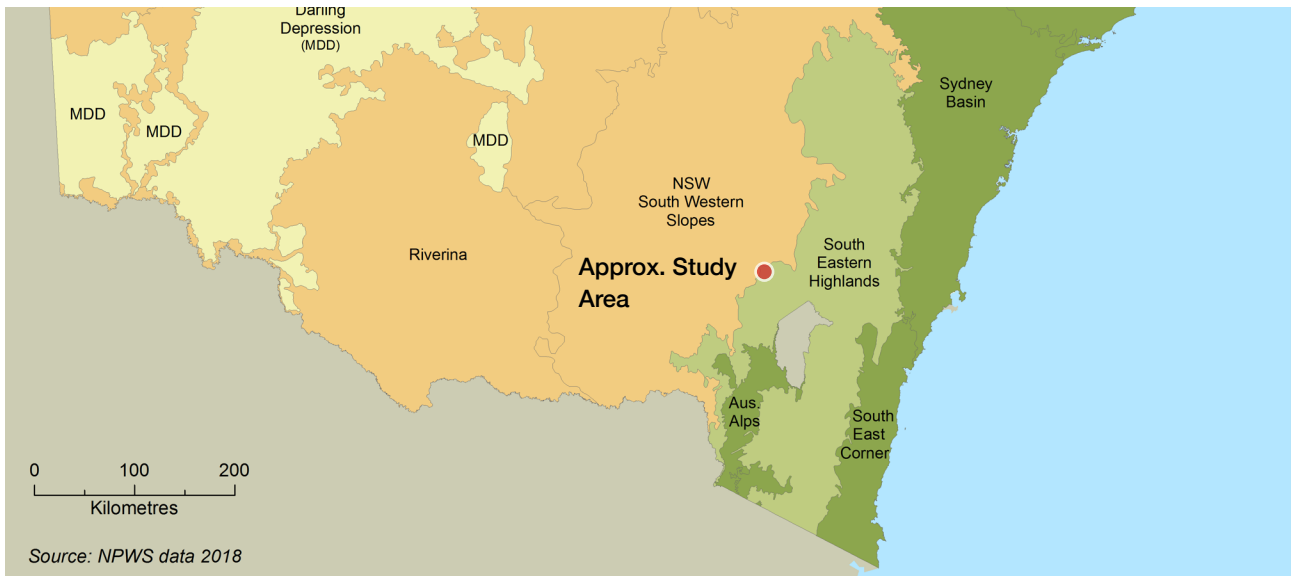 Darling
Depression
(MDD)
MDD
MDD
MDD
Sydney
Basin
NSW
South Western
Slopes
Riverina
South
Eastern
Highlands
Approx. Study
Area
Aus.
Alps
South
East
Corner
0 100 200
Kilometres
Source: NPWS data 2018